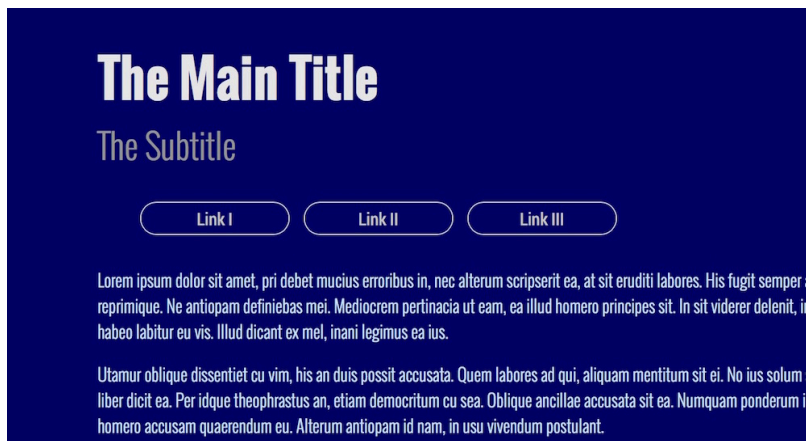 The Main Title
The Subtitle
Link I
Link II
Link III
Lorem ipsum dolor sit amet, pri debet mucius erroribus in, nec alterum scripserit ea, at sit eruditi labores. His fugit semper
reprimique. Ne antiopam definiebas mei. Mediocrem pertinacia ut eam, ea illud homero principes sit. In sit viderer delenit,
habeo labitur eu vis. Illud dicant ex mel, inani legimus ea ius.
Utamur oblique dissentiet cu vim, his an duis possit accusata. Quem labores ad qui, aliquam mentitum sit ei. No ius solum
liber dicit ea. Per idque theophrastus an, etiam democritum cu sea. Oblique ancillae accusata sit ea. Numquam ponderum
homero accusam quaerendum eu. Alterum antiopam id nam, in usu vivendum postulant.